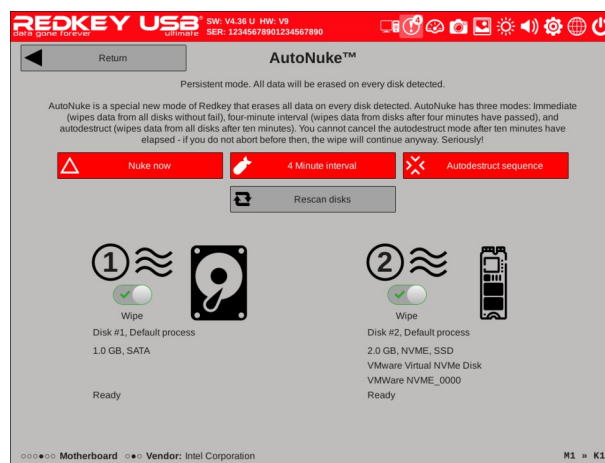 REDKEY USB®
data gone forever
ultimate
SW: V4.36 U HW: V9
SER: 12345678901234567890
Return
AutoNuke™
Persistent mode. All data will be erased on every disk detected.
AutoNuke is a special new mode of Redkey that erases all data on every disk detected. AutoNuke has three modes: Immediate
(wipes data from all disks without fail), four-minute interval (wipes data from disks after four minutes have passed), and
autodestruct (wipes data from all disks after ten minutes). You cannot cancel the autodestruct mode after ten minutes have
elapsed - if you do not abort before then, the wipe will continue anyway. Seriously!
Nuke now
4 Minute interval
Autodestruct sequence
Rescan disks
1
Wipe
Disk #1, Default process
1.0 GB, SATA
Ready
2
Wipe
Disk #2, Default process
2.0 GB, NVME, SSD
VMware Virtual NVMe Disk
VMWare NVME_0000
Ready
Motherboard
Vendor: Intel Corporation
M1 » K1